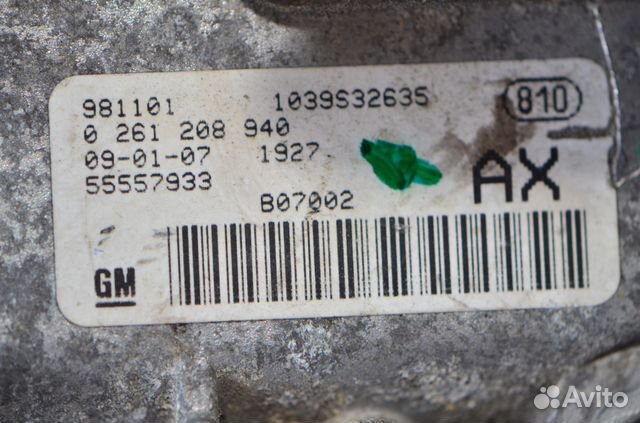 981101 1039S32635 810
0 261 208 940
09-01-07 1927
55557933 AX
B07002
GM
Avito